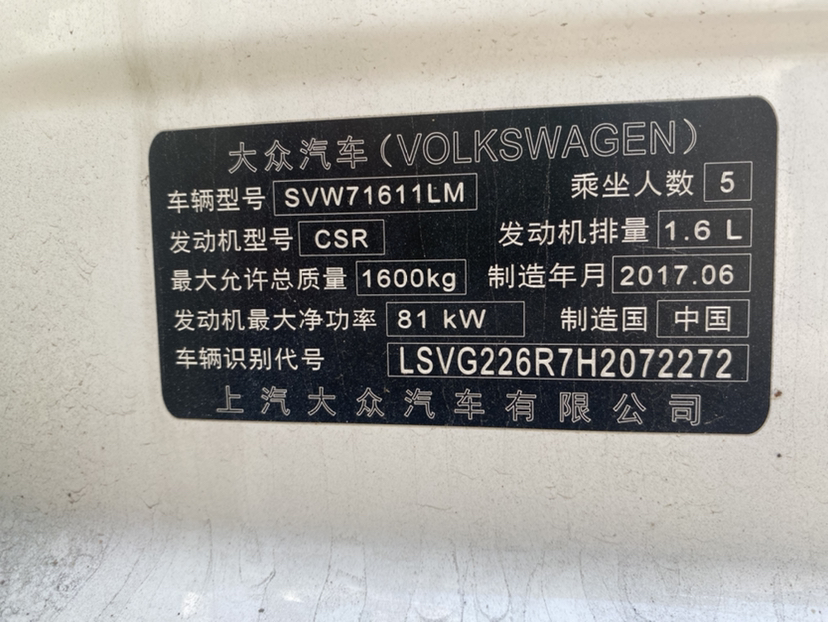 大众汽车(VOLKSWAGEN)
车辆型号 SVW71611LM 乘坐人数 5
发动机型号 CSR 发动机排量 1.6 L
最大允许总质量 1600kg 制造年月 2017.06
发动机最大净功率 81 kW 制造国 中国
车辆识别代号 LSVG226R7H2072272
上汽大众汽车有限公司